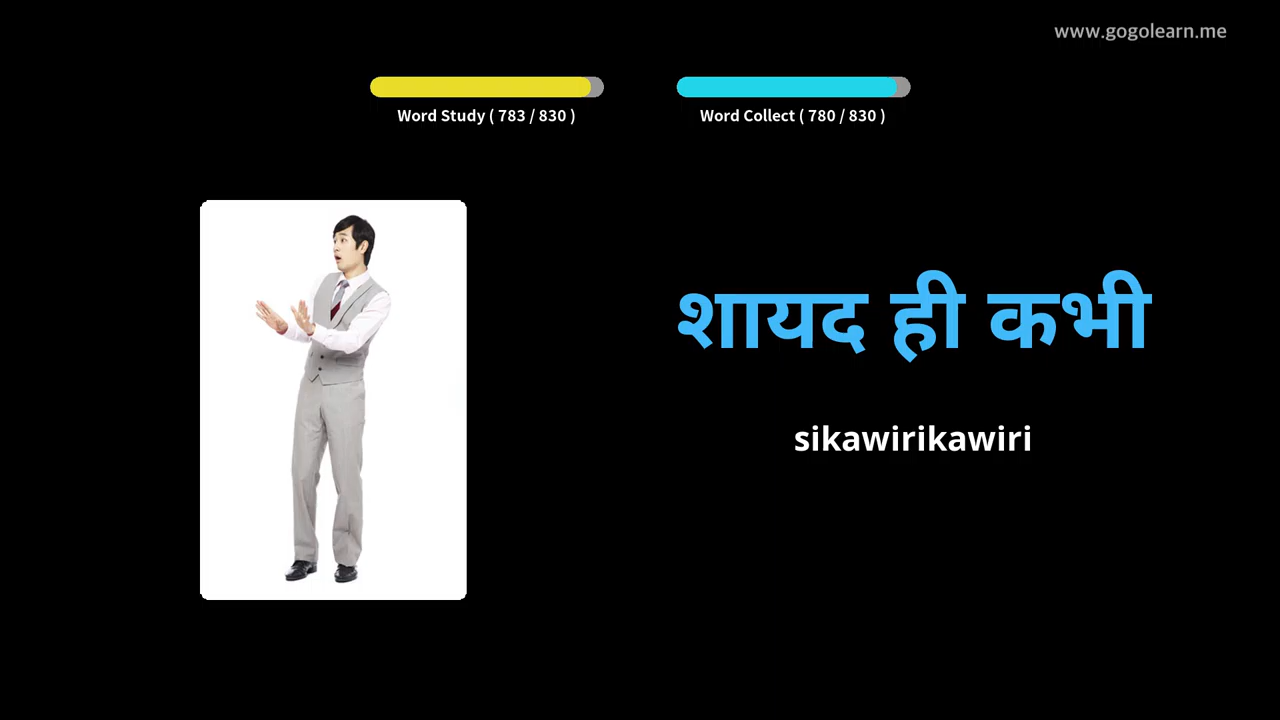 www.gogolearn.me
Word Study ( 783 / 830 )
Word Collect ( 780 / 830 )
शायद ही कभी
sikawirikawiri